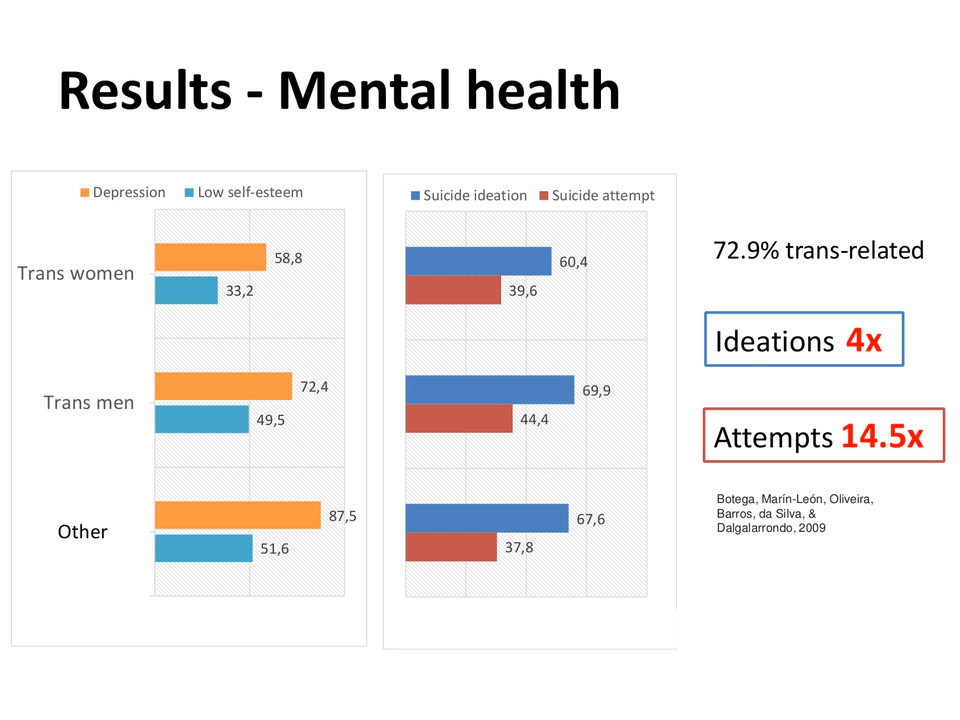 Results - Mental health
Depression Low self-esteem
Trans women
58,8
33,2
Trans men
72,4
49,5
Other
87,5
51,6
Suicide ideation Suicide attempt
60,4
39,6
69,9
44,4
67,6
37,8
72.9% trans-related
Ideations 4x
Attempts 14.5x
Botega, Marín-León, Oliveira,
Barros, da Silva, &
Dalgalarrondo, 2009